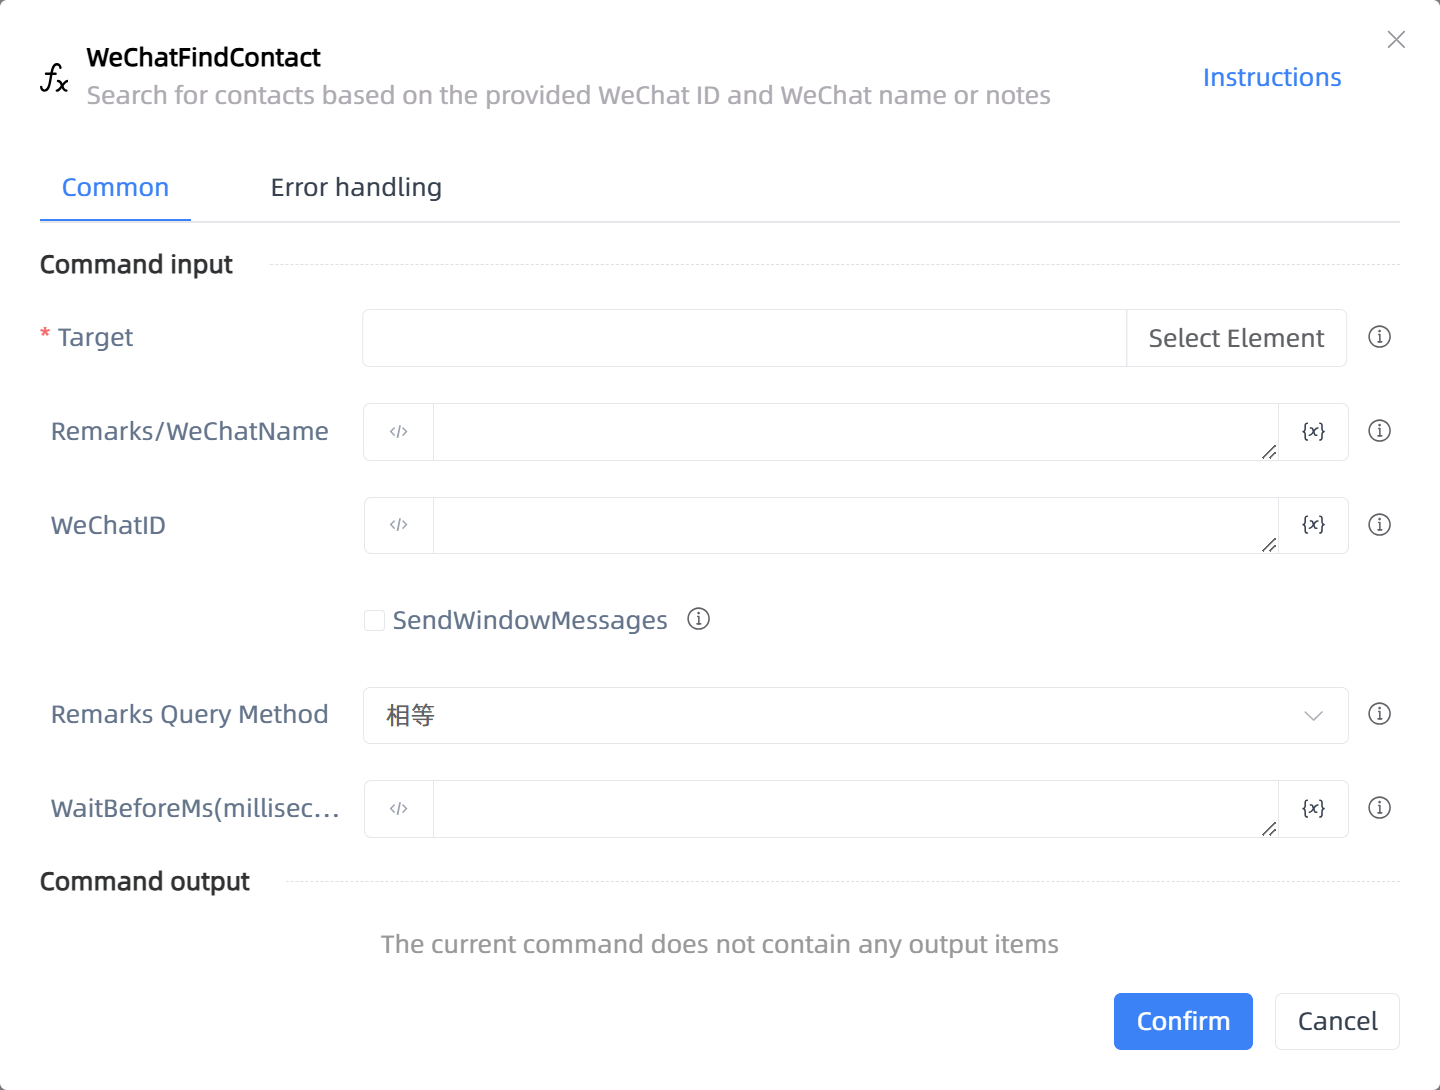 WeChatFindContact
Search for contacts based on the provided WeChat ID and WeChat name or notes
Instructions
Common
Error handling
Command input
* Target
Select Element
Remarks/WeChatName
</>
{x}
WeChatID
</>
{x}
SendWindowMessages
Remarks Query Method
相等
WaitBeforeMs(millisec...
</>
{x}
Command output
The current command does not contain any output items
Confirm
Cancel